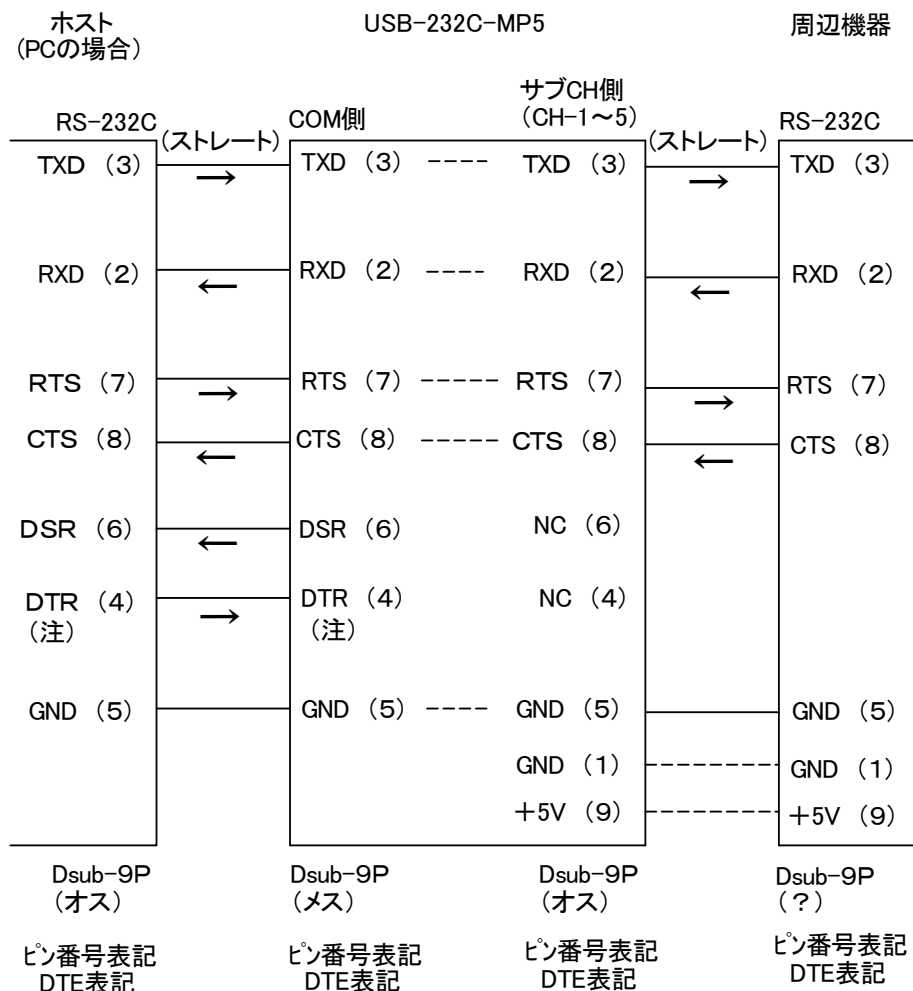 ホスト
(PCの場合)
USB-232C-MP5
周辺機器
サブCH側
(CH-1～5)
RS-232C
(ストレート)
COM側
(ストレート)
RS-232C
TXD (3)
TXD (3)
TXD (3)
TXD (3)
RXD (2)
RXD (2)
RXD (2)
RXD (2)
RTS (7)
RTS (7)
RTS (7)
RTS (7)
CTS (8)
CTS (8)
CTS (8)
CTS (8)
DSR (6)
DSR (6)
NC (6)
DTR (4)
(注)
DTR (4)
(注)
NC (4)
GND (5)
GND (5)
GND (5)
GND (5)
GND (1)
GND (1)
+5V (9)
+5V (9)
Dsub-9P
(オス)
Dsub-9P
(メス)
Dsub-9P
(オス)
Dsub-9P
(？)
ピン番号表記
DTE表記
ピン番号表記
DTE表記
ピン番号表記
DTE表記
ピン番号表記
DTE表記